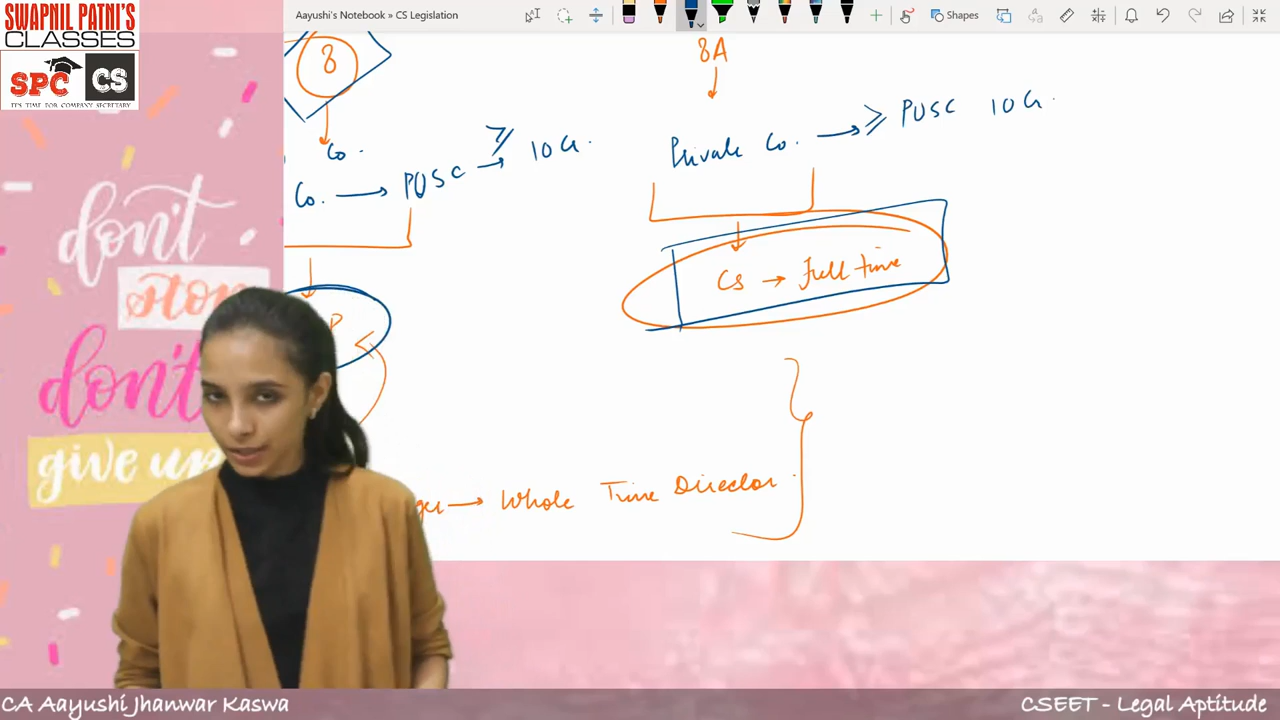 SWAPNIL PATNI'S
CLASSES
SPC CS
IT'S TIME FOR COMPANY SECRETARY
Aayushi's Notebook » CS Legislation
Shapes
8
8A
Co.
≥ 10 Cr.
Co. → PUSC →
Private Co. → ≥ PUSC 10 Cr.
CS → Full time
P
→ Whole Time Director
don't
stop
don't
give up
CA Aayushi Jhanwar Kaswa
CSEET - Legal Aptitude